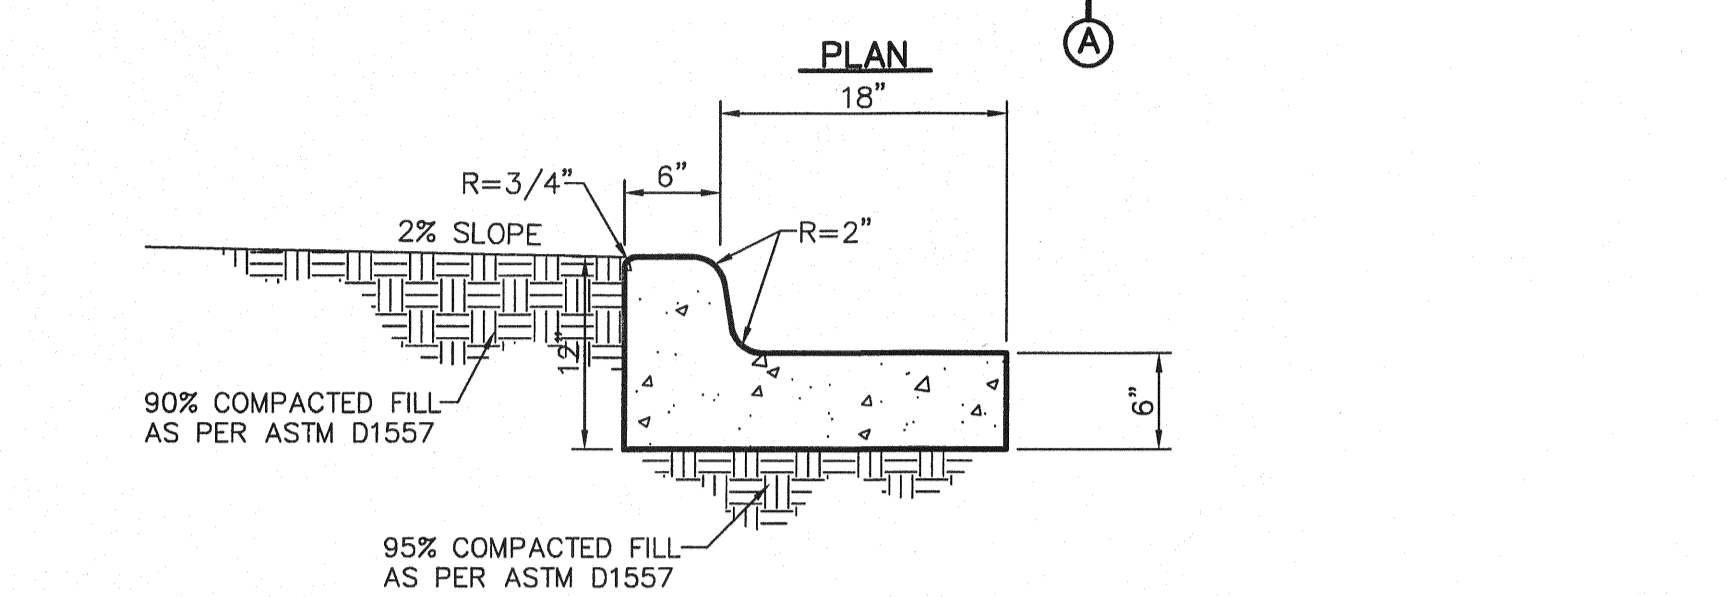 A
PLAN
18”
6”
R=3/4”
2% SLOPE
R=2”
12”
6”
90% COMPACTED FILL
AS PER ASTM D1557
95% COMPACTED FILL
AS PER ASTM D1557